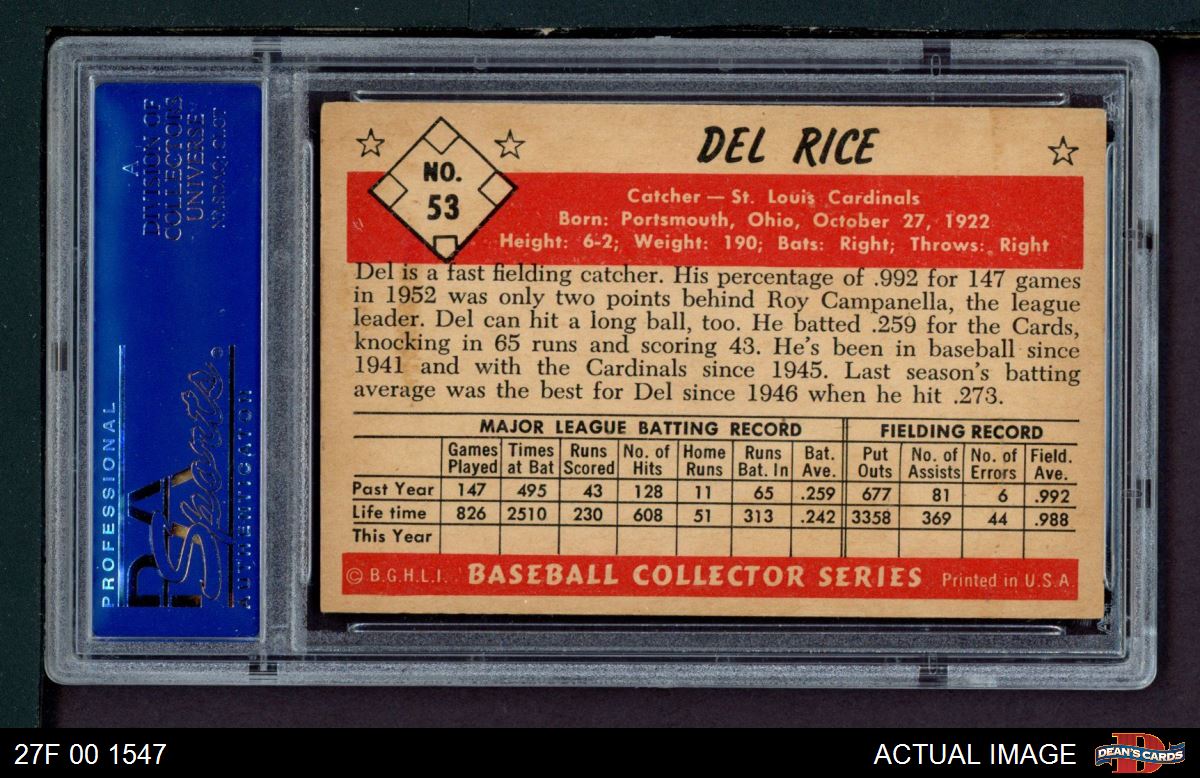 A
DIVISION OF
COLLECTORS
UNIVERSE
NASDAQ: CLCT
PROFESSIONAL
PSA
Sports
AUTHENTICATOR
NO.
53
DEL RICE
Catcher — St. Louis Cardinals
Born: Portsmouth, Ohio, October 27, 1922
Height: 6-2; Weight: 190; Bats: Right; Throws: Right
Del is a fast fielding catcher. His percentage of .992 for 147 games
in 1952 was only two points behind Roy Campanella, the league
leader. Del can hit a long ball, too. He batted .259 for the Cards,
knocking in 65 runs and scoring 43. He's been in baseball since
1941 and with the Cardinals since 1945. Last season's batting
average was the best for Del since 1946 when he hit .273.
MAJOR LEAGUE BATTING RECORD FIELDING RECORD
Games Times Runs No. of Home Runs Bat. Put No. of No. of Field.
Played at Bat Scored Hits Runs Bat. In Ave. Outs Assists Errors Ave.
Past Year 147 495 43 128 11 65 .259 677 81 6 .992
Life time 826 2510 230 608 51 313 .242 3358 369 44 .988
This Year
© B.G.H.L.I. BASEBALL COLLECTOR SERIES Printed in U.S.A.
27F 00 1547
ACTUAL IMAGE
DEAN'S CARDS